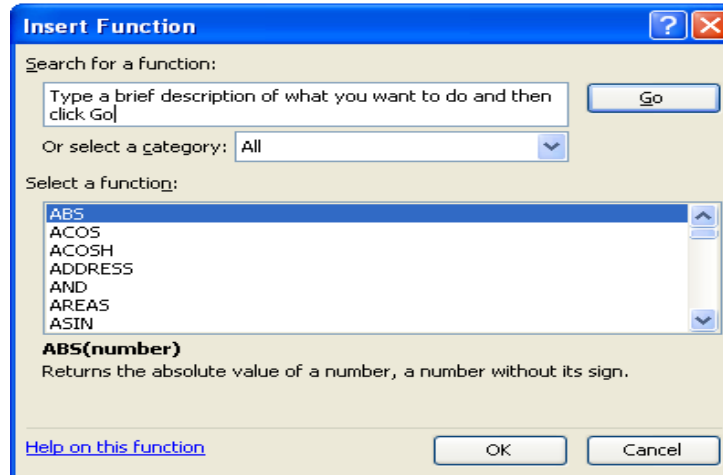 Insert Function
Search for a function:
Type a brief description of what you want to do and then
click Go
Go
Or select a category: All
Select a function:
ABS
ACOS
ACOSH
ADDRESS
AND
AREAS
ASIN
ABS(number)
Returns the absolute value of a number, a number without its sign.
Help on this function
OK
Cancel